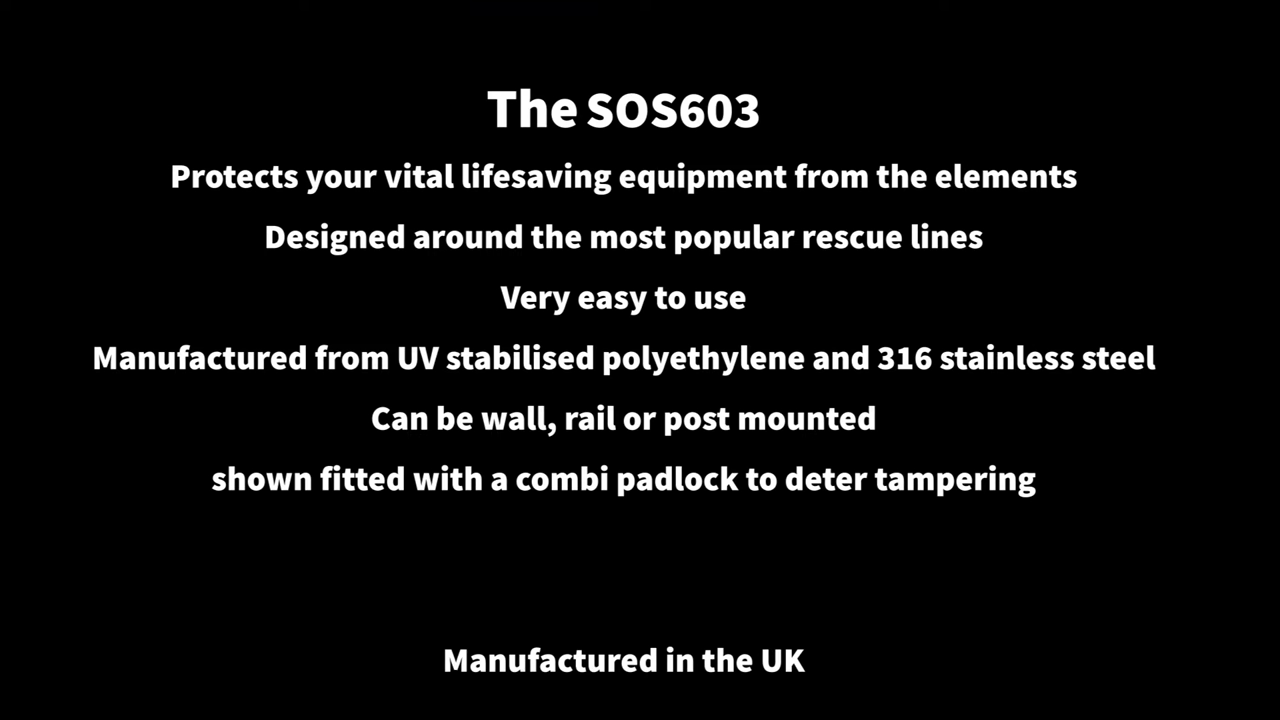 The SOS603
Protects your vital lifesaving equipment from the elements
Designed around the most popular rescue lines
Very easy to use
Manufactured from UV stabilised polyethylene and 316 stainless steel
Can be wall, rail or post mounted
shown fitted with a combi padlock to deter tampering
Manufactured in the UK